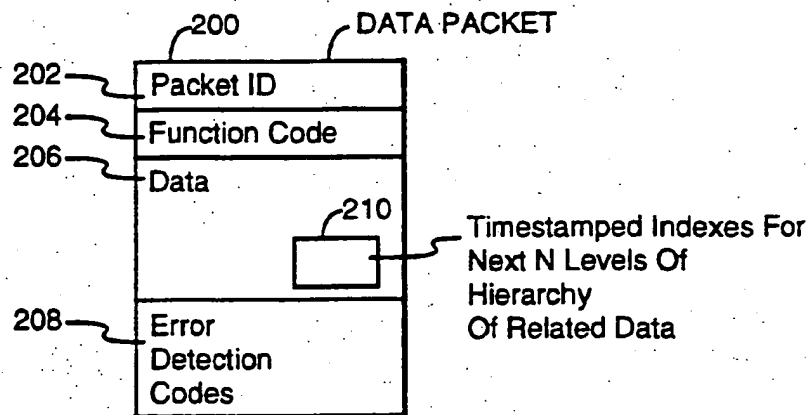 200 DATA PACKET
202 Packet ID
204 Function Code
206 Data
210
Timestamped Indexes For
Next N Levels Of
Hierarchy
Of Related Data
208 Error
Detection
Codes